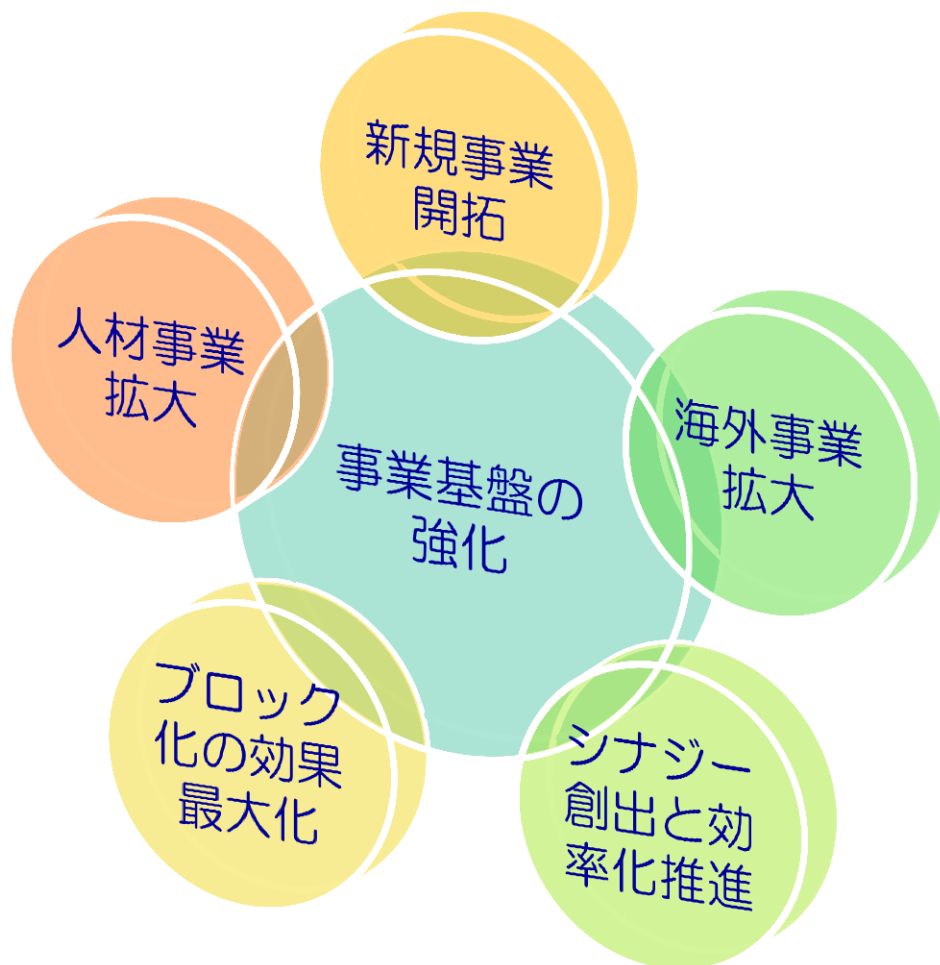 新規事業
開拓
人材事業
拡大
海外事業
拡大
事業基盤の
強化
ブロック
化の効果
最大化
シナジー
創出と効
率化推進